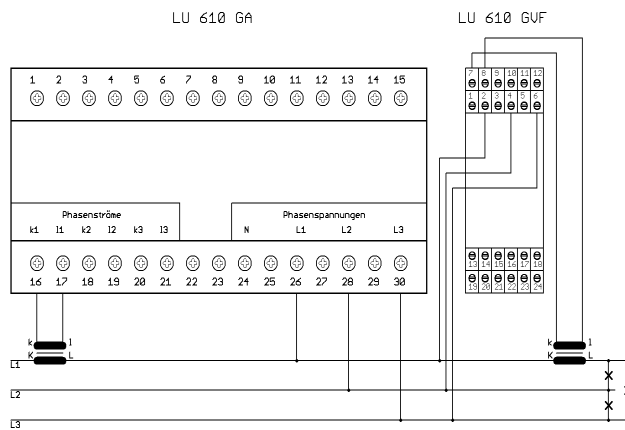 LU 610 GA
LU 610 GVF
1 2 3 4 5 6 7 8 9 10 11 12 13 14 15
7 8 9 10 11 12
1 2 3 4 5 6
Phasenströme
Phasenspannungen
k1 l1 k2 l2 k3 l3
N L1 L2 L3
16 17 18 19 20 21 22 23 24 25 26 27 28 29 30
13 14 15 16 17 18
19 20 21 22 23 24
k l
K L
k l
K L
L1
L2
L3